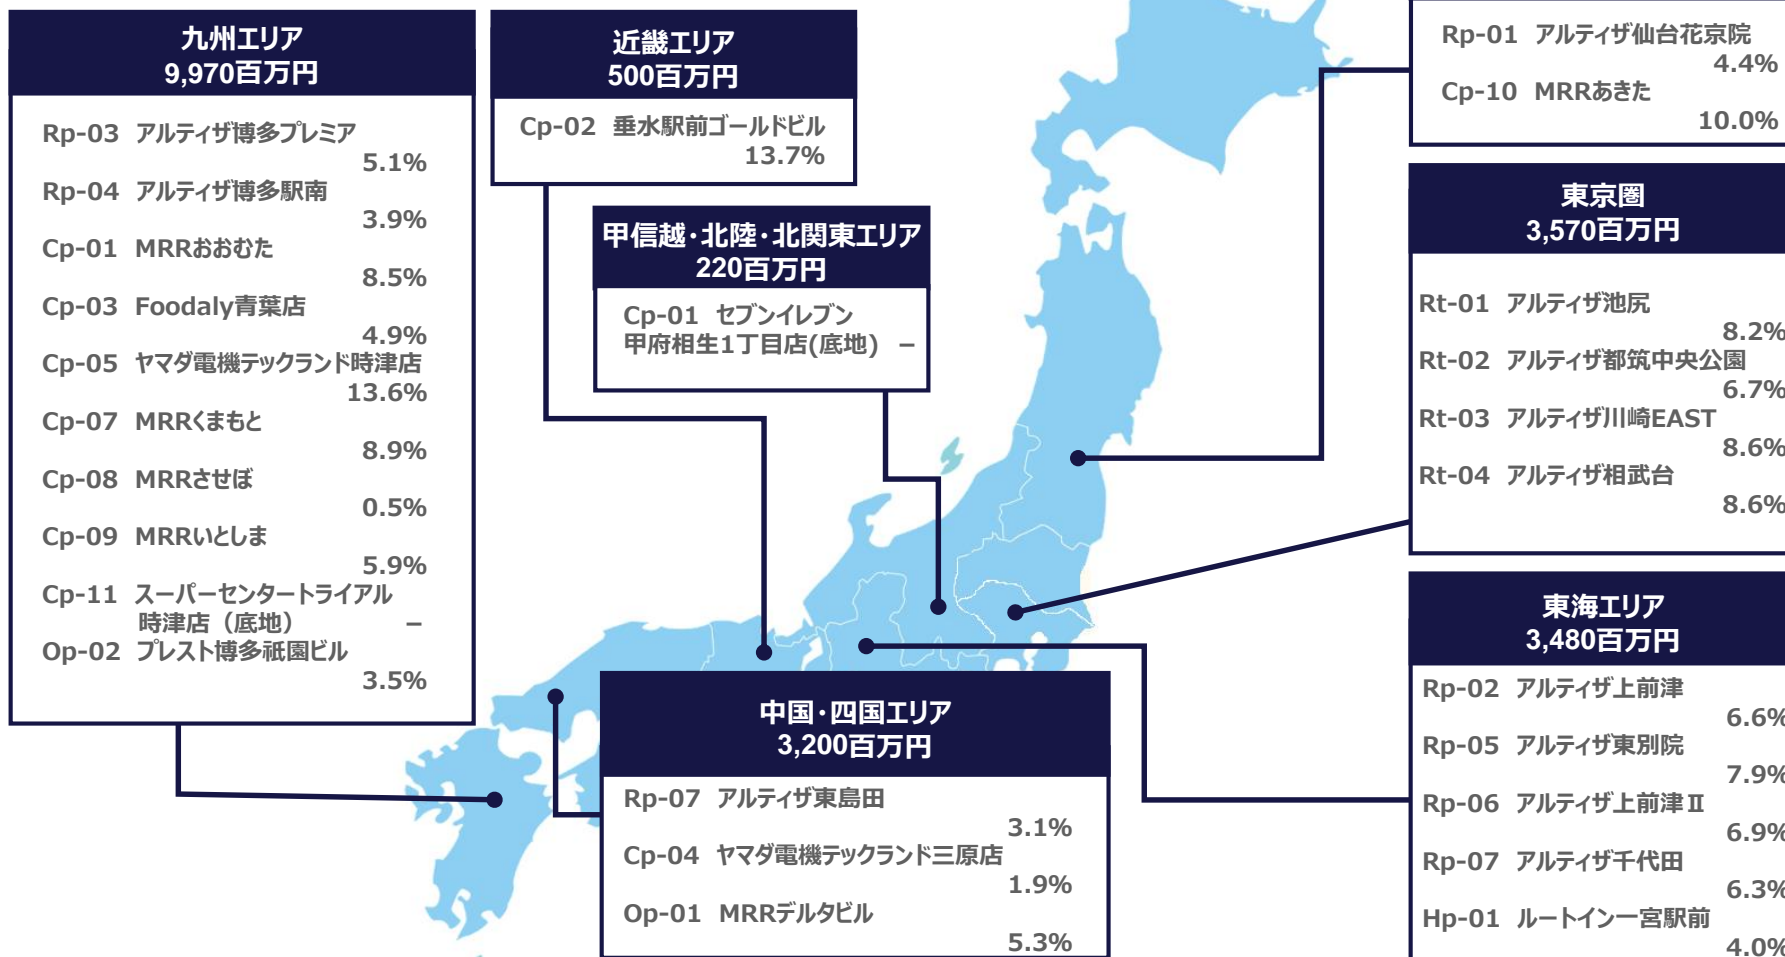 九州エリア
9,970百万円
Rp-03 アルティザ博多プレミア
5.1%
Rp-04 アルティザ博多駅南
3.9%
Cp-01 MRRおおむた
8.5%
Cp-03 Foodaly青葉店
4.9%
Cp-05 ヤマダ電機テックランド時津店
13.6%
Cp-07 MRRくまもと
8.9%
Cp-08 MRRさせぼ
0.5%
Cp-09 MRRいとしま
5.9%
Cp-11 スーパーセンタートライアル
時津店（底地） －
Op-02 プレスト博多祇園ビル
3.5%
近畿エリア
500百万円
Cp-02 垂水駅前ゴールドビル
13.7%
甲信越・北陸・北関東エリア
220百万円
Cp-01 セブンイレブン
甲府相生1丁目店(底地) －
中国・四国エリア
3,200百万円
Rp-07 アルティザ東島田
3.1%
Cp-04 ヤマダ電機テックランド三原店
1.9%
Op-01 MRRデルタビル
5.3%
Rp-01 アルティザ仙台花京院
4.4%
Cp-10 MRRあきた
10.0%
東京圏
3,570百万円
Rt-01 アルティザ池尻
8.2%
Rt-02 アルティザ都筑中央公園
6.7%
Rt-03 アルティザ川崎EAST
8.6%
Rt-04 アルティザ相武台
8.6%
東海エリア
3,480百万円
Rp-02 アルティザ上前津
6.6%
Rp-05 アルティザ東別院
7.9%
Rp-06 アルティザ上前津Ⅱ
6.9%
Rp-07 アルティザ千代田
6.3%
Hp-01 ルートイン一宮駅前
4.0%